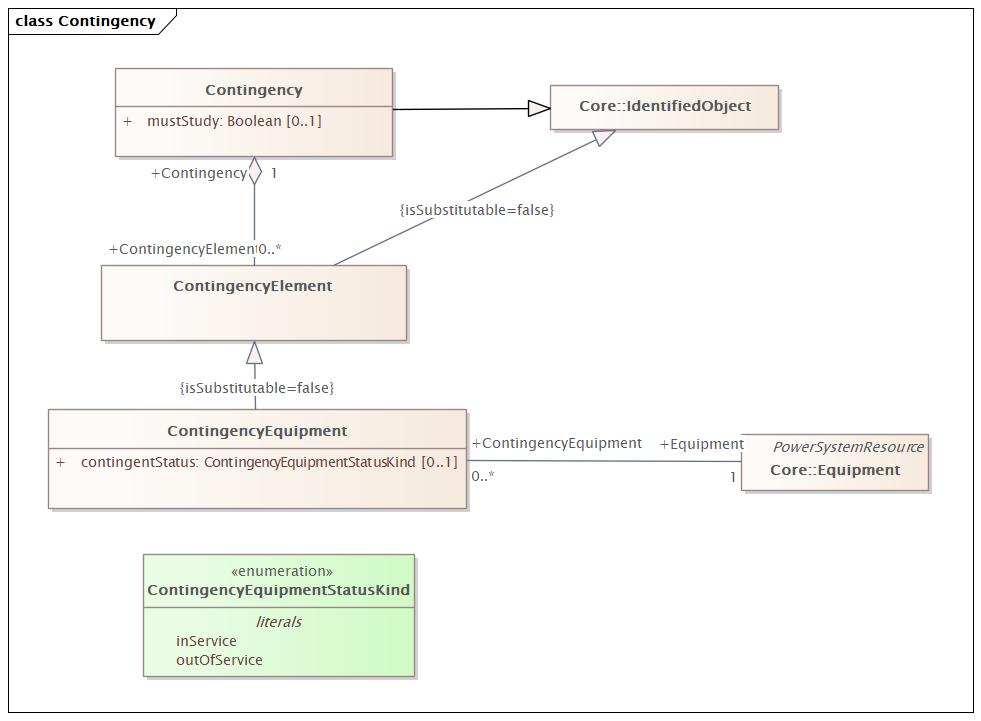 class Contingency
Contingency
+ mustStudy: Boolean [0..1]
Core::IdentifiedObject
+Contingency 1
{isSubstitutable=false}
+ContingencyElement 0..*
ContingencyElement
{isSubstitutable=false}
ContingencyEquipment
+ contingentStatus: ContingencyEquipmentStatusKind [0..1]
+ContingencyEquipment +Equipment
0..* 1
PowerSystemResource
Core::Equipment
«enumeration»
ContingencyEquipmentStatusKind
literals
inService
outOfService